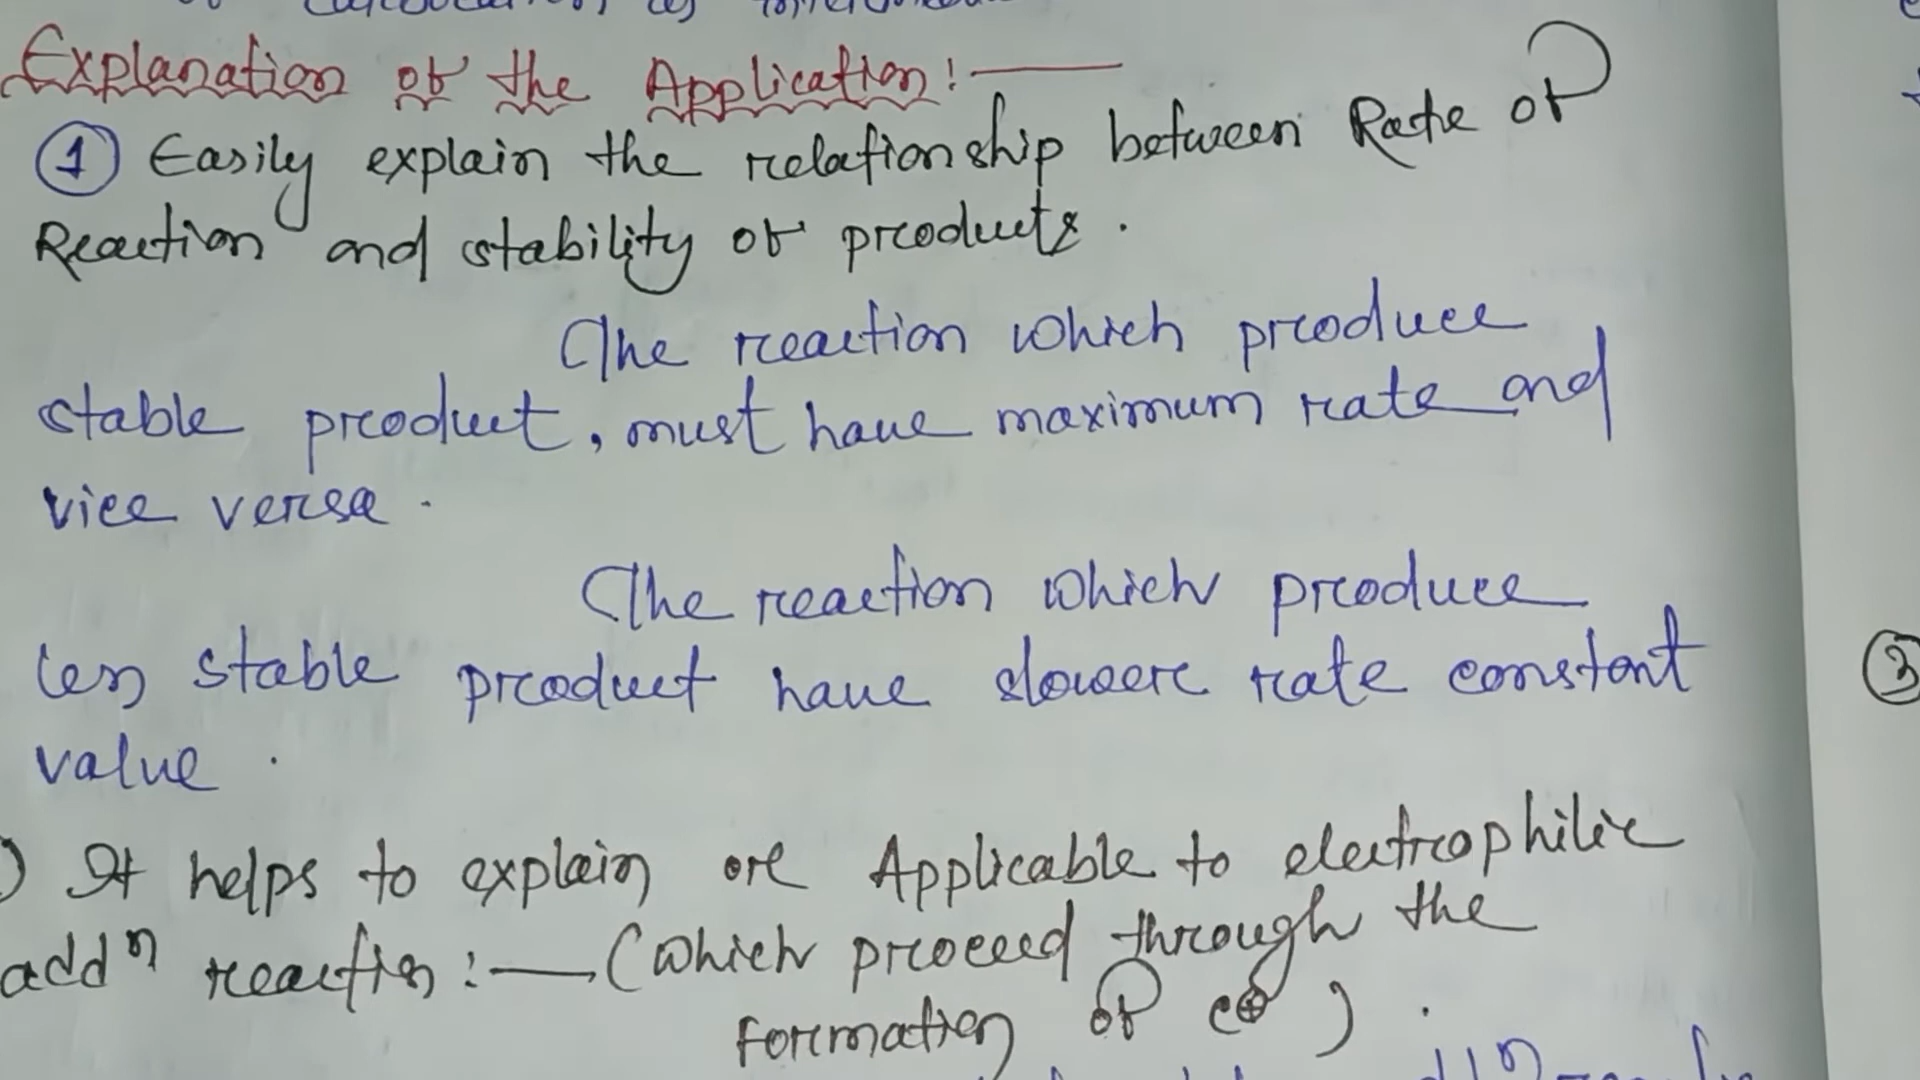 Explanation of the Application:—
① Easily explain the relationship between Rate of
Reaction and stability of products.
The reaction which produce
stable product, must have maximum rate and
vice versa.
The reaction which produce
less stable product have slower rate constant
value.
) It helps to explain or Applicable to electrophilic
addⁿ reaction:— (which proceed through the
formation of c⊕).
③